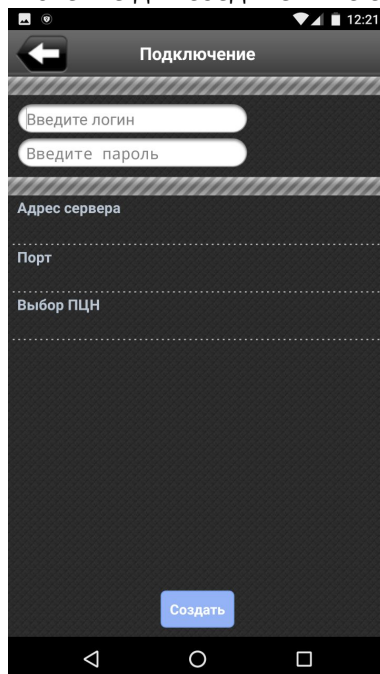 12:21
Подключение
Введите логин
Введите пароль
Адрес сервера
Порт
Выбор ПЦН
Создать